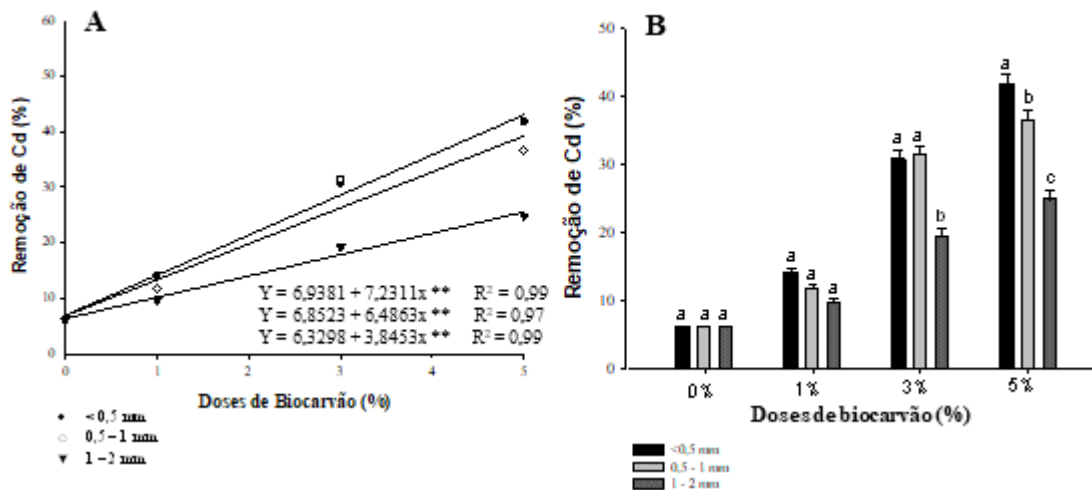 A
Remoção de Cd (%)
60
50
40
30
20
10
0
Y = 6,9381 + 7,2311x ** R² = 0,99
Y = 6,8523 + 6,4863x ** R² = 0,97
Y = 6,3298 + 3,8453x ** R² = 0,99
0 1 2 3 4 5
Doses de Biocarvão (%)
< 0,5 mm
0,5 – 1 mm
1 – 2 mm
B
Remoção de Cd (%)
50
40
30
20
10
0
a a a
a a a
a a b
a b c
0% 1% 3% 5%
Doses de biocarvão (%)
<0,5 mm
0,5 - 1 mm
1 - 2 mm